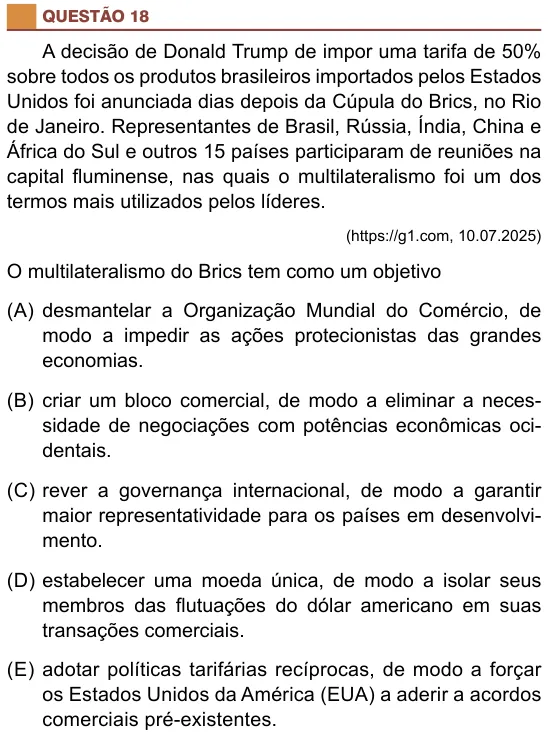 QUESTÃO 18
A decisão de Donald Trump de impor uma tarifa de 50%
sobre todos os produtos brasileiros importados pelos Estados
Unidos foi anunciada dias depois da Cúpula do Brics, no Rio
de Janeiro. Representantes de Brasil, Rússia, Índia, China e
África do Sul e outros 15 países participaram de reuniões na
capital fluminense, nas quais o multilateralismo foi um dos
termos mais utilizados pelos líderes.
(https://g1.com, 10.07.2025)
O multilateralismo do Brics tem como um objetivo
(A) desmantelar a Organização Mundial do Comércio, de
modo a impedir as ações protecionistas das grandes
economias.
(B) criar um bloco comercial, de modo a eliminar a neces-
sidade de negociações com potências econômicas oci-
dentais.
(C) rever a governança internacional, de modo a garantir
maior representatividade para os países em desenvolvi-
mento.
(D) estabelecer uma moeda única, de modo a isolar seus
membros das flutuações do dólar americano em suas
transações comerciais.
(E) adotar políticas tarifárias recíprocas, de modo a forçar
os Estados Unidos da América (EUA) a aderir a acordos
comerciais pré-existentes.